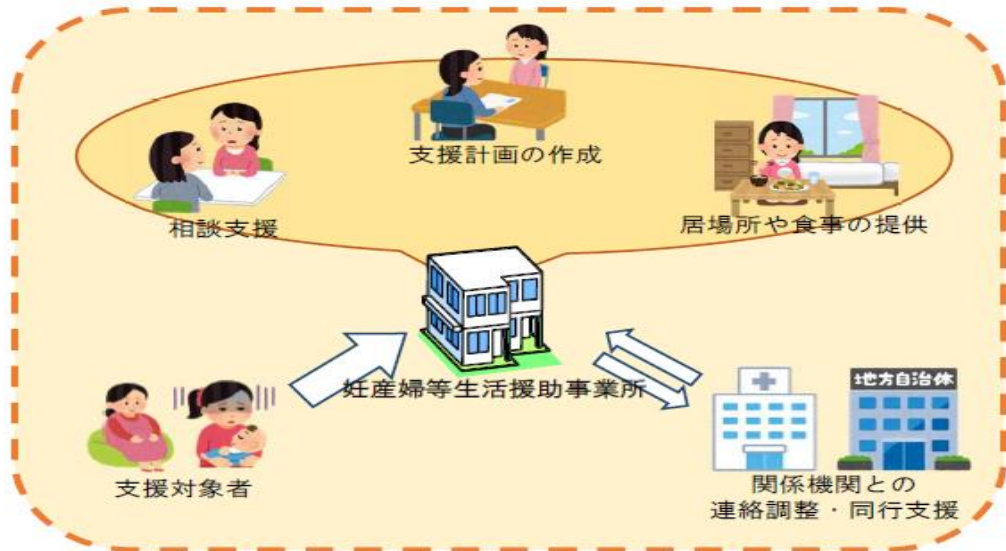 支援計画の作成
相談支援
居場所や食事の提供
妊産婦等生活援助事業所
地方自治体
支援対象者
関係機関との
連絡調整・同行支援